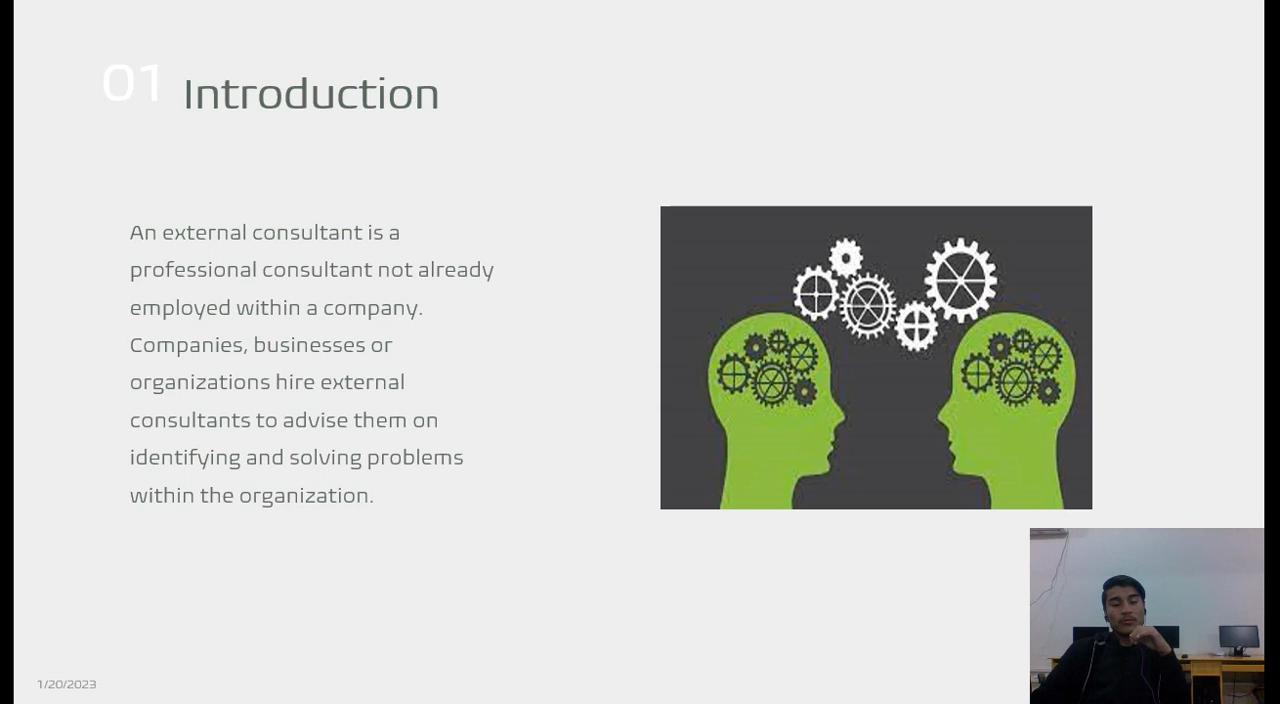 01 Introduction
An external consultant is a
professional consultant not already
employed within a company.
Companies, businesses or
organizations hire external
consultants to advise them on
identifying and solving problems
within the organization.
1/20/2023